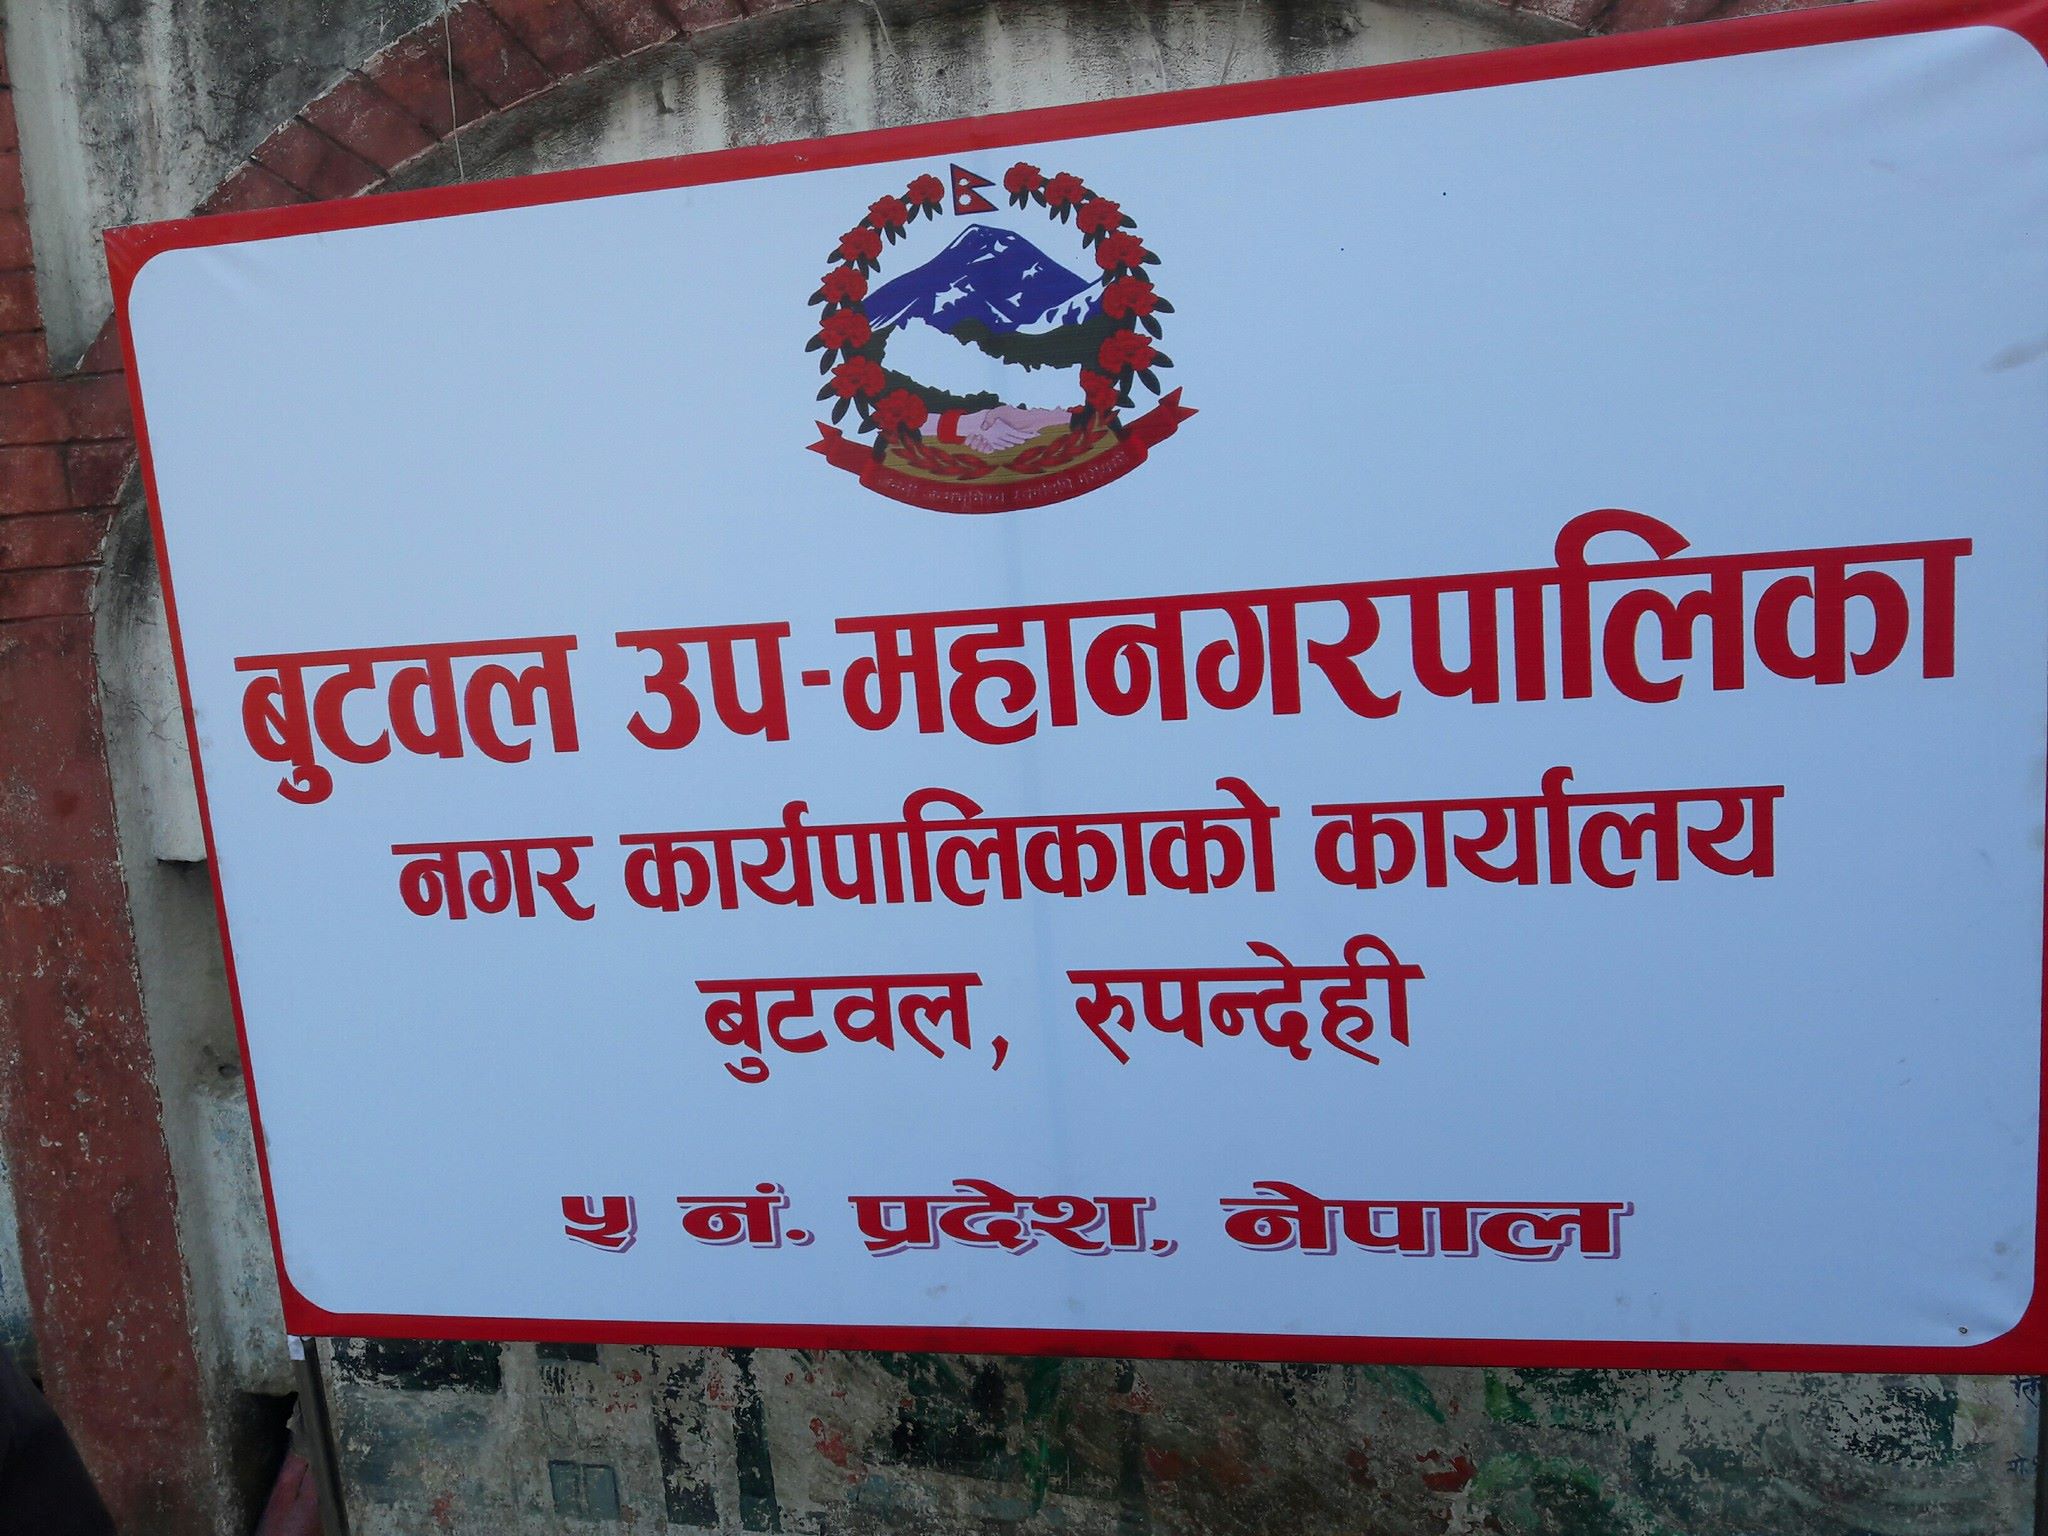 बुटवल उप-महानगरपालिका
नगर कार्यपालिकाको कार्यालय
बुटवल, रुपन्देही
५ नं. प्रदेश, नेपाल